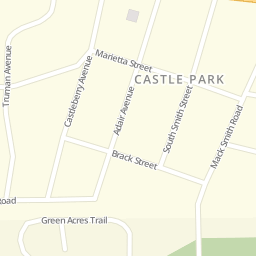 Marietta Street
CASTLE PARK
Truman Avenue
Castleberry Avenue
Adair Avenue
South Smith Street
Mack Smith Road
Brack Street
Road
Green Acres Trail